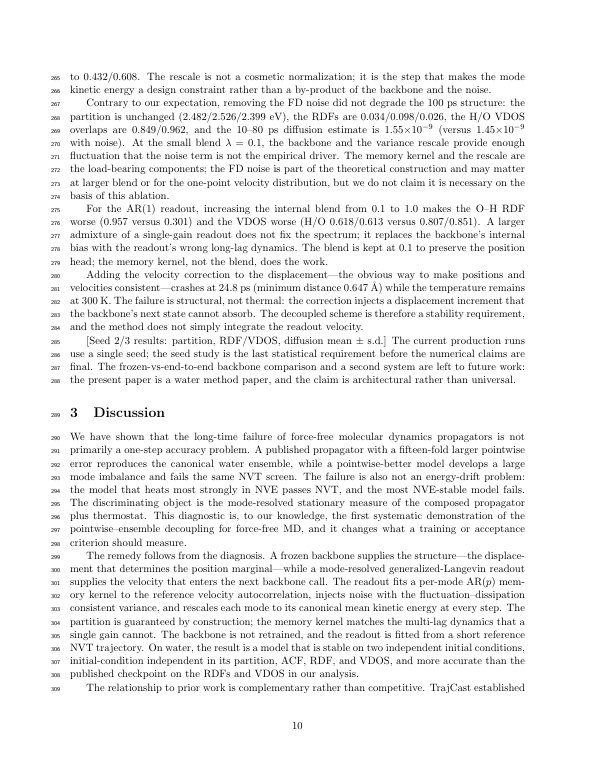 265 to 0.432/0.608. The rescale is not a cosmetic normalization; it is the step that makes the mode
266 kinetic energy a design constraint rather than a by-product of the backbone and the noise.
267 Contrary to our expectation, removing the FD noise did not degrade the 100 ps structure: the
268 partition is unchanged (2.482/2.526/2.399 eV), the RDFs are 0.034/0.098/0.026, the H/O VDOS
269 overlaps are 0.849/0.962, and the 10–80 ps diffusion estimate is 1.55×10⁻⁹ (versus 1.45×10⁻⁹
270 with noise). At the small blend λ = 0.1, the backbone and the variance rescale provide enough
271 fluctuation that the noise term is not the empirical driver. The memory kernel and the rescale are
272 the load-bearing components; the FD noise is part of the theoretical construction and may matter
273 at larger blend or for the one-point velocity distribution, but we do not claim it is necessary on the
274 basis of this ablation.
275 For the AR(1) readout, increasing the internal blend from 0.1 to 1.0 makes the O–H RDF
276 worse (0.957 versus 0.301) and the VDOS worse (H/O 0.618/0.613 versus 0.807/0.851). A larger
277 admixture of a single-gain readout does not fix the spectrum; it replaces the backbone's internal
278 bias with the readout's wrong long-lag dynamics. The blend is kept at 0.1 to preserve the position
279 head; the memory kernel, not the blend, does the work.
280 Adding the velocity correction to the displacement—the obvious way to make positions and
281 velocities consistent—crashes at 24.8 ps (minimum distance 0.647 Å) while the temperature remains
282 at 300 K. The failure is structural, not thermal: the correction injects a displacement increment that
283 the backbone's next state cannot absorb. The decoupled scheme is therefore a stability requirement,
284 and the method does not simply integrate the readout velocity.
285 [Seed 2/3 results: partition, RDF/VDOS, diffusion mean ± s.d.] The current production runs
286 use a single seed; the seed study is the last statistical requirement before the numerical claims are
287 final. The frozen-vs-end-to-end backbone comparison and a second system are left to future work:
288 the present paper is a water method paper, and the claim is architectural rather than universal.
289 3 Discussion
290 We have shown that the long-time failure of force-free molecular dynamics propagators is not
291 primarily a one-step accuracy problem. A published propagator with a fifteen-fold larger pointwise
292 error reproduces the canonical water ensemble, while a pointwise-better model develops a large
293 mode imbalance and fails the same NVT screen. The failure is also not an energy-drift problem:
294 the model that heats most strongly in NVE passes NVT, and the most NVE-stable model fails.
295 The discriminating object is the mode-resolved stationary measure of the composed propagator
296 plus thermostat. This diagnostic is, to our knowledge, the first systematic demonstration of the
297 pointwise–ensemble decoupling for force-free MD, and it changes what a training or acceptance
298 criterion should measure.
299 The remedy follows from the diagnosis. A frozen backbone supplies the structure—the displace-
300 ment that determines the position marginal—while a mode-resolved generalized-Langevin readout
301 supplies the velocity that enters the next backbone call. The readout fits a per-mode AR(p) mem-
302 ory kernel to the reference velocity autocorrelation, injects noise with the fluctuation–dissipation
303 consistent variance, and rescales each mode to its canonical mean kinetic energy at every step. The
304 partition is guaranteed by construction; the memory kernel matches the multi-lag dynamics that a
305 single gain cannot. The backbone is not retrained, and the readout is fitted from a short reference
306 NVT trajectory. On water, the result is a model that is stable on two independent initial conditions,
307 initial-condition independent in its partition, ACF, RDF, and VDOS, and more accurate than the
308 published checkpoint on the RDFs and VDOS in our analysis.
309 The relationship to prior work is complementary rather than competitive. TrajCast established
10